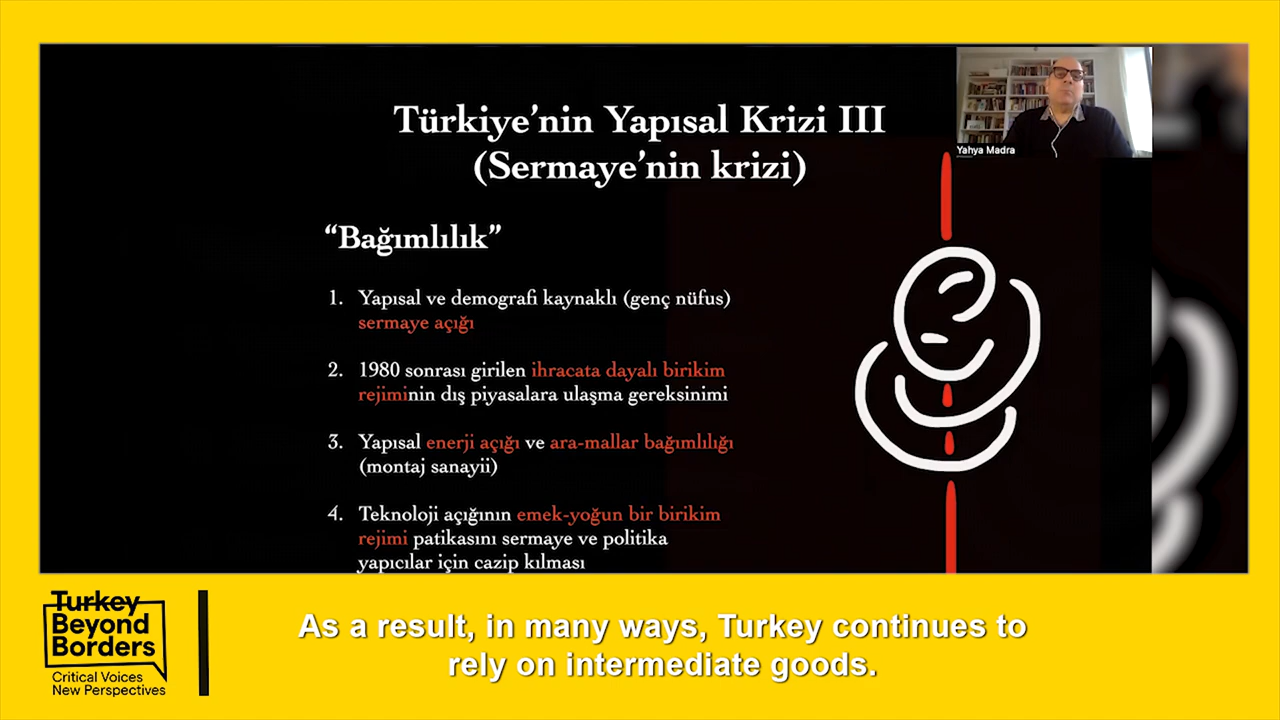 Türkiye’nin Yapısal Krizi III
(Sermaye’nin krizi)
Yahya Madra
“Bağımlılık”
1. Yapısal ve demografi kaynaklı (genç nüfus)
sermaye açığı
2. 1980 sonrası girilen ihracata dayalı birikim
rejiminin dış piyasalara ulaşma gereksinimi
3. Yapısal enerji açığı ve ara-mallar bağımlılığı
(montaj sanayii)
4. Teknoloji açığının emek-yoğun bir birikim
rejimi patikasını sermaye ve politika
yapıcılar için cazip kılması
Turkey
Beyond
Borders
Critical Voices
New Perspectives
As a result, in many ways, Turkey continues to
rely on intermediate goods.